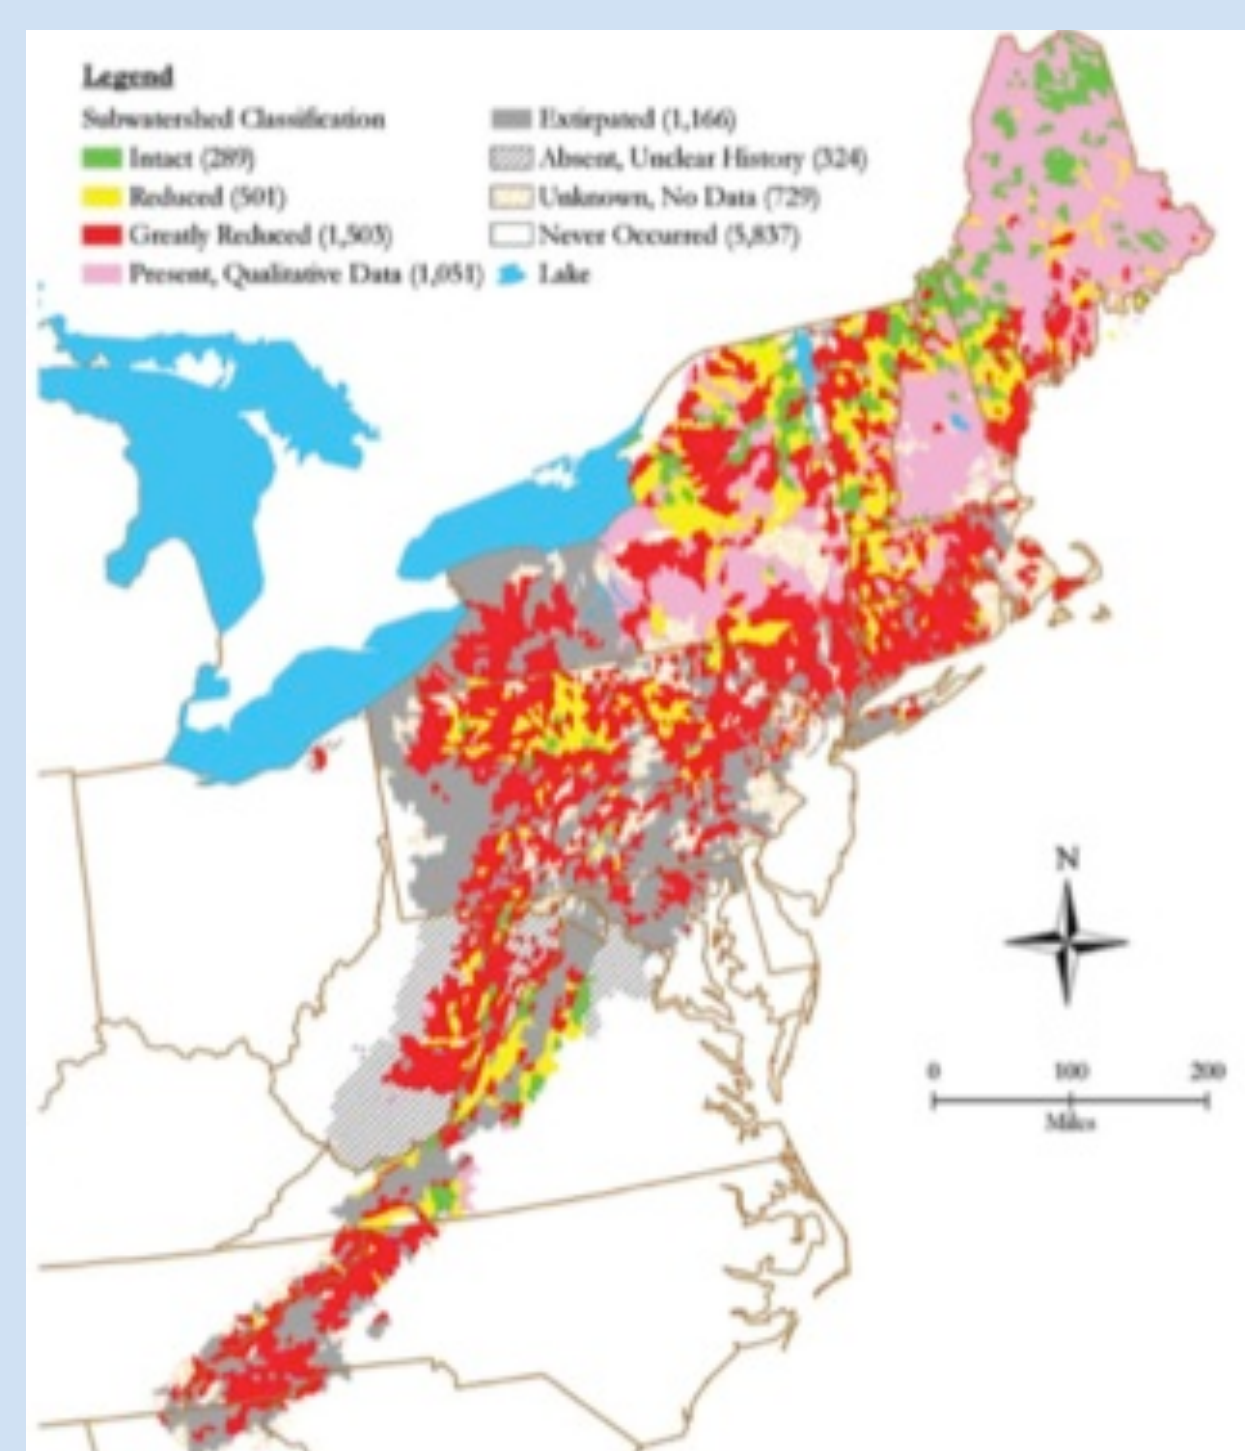 Legend
Subwatershed Classification
Intact (289)
Reduced (501)
Greatly Reduced (1,503)
Present, Qualitative Data (1,051)
Extirpated (1,166)
Absent, Unclear History (324)
Unknown, No Data (729)
Never Occurred (5,837)
Lake
N
0 100 200
Miles